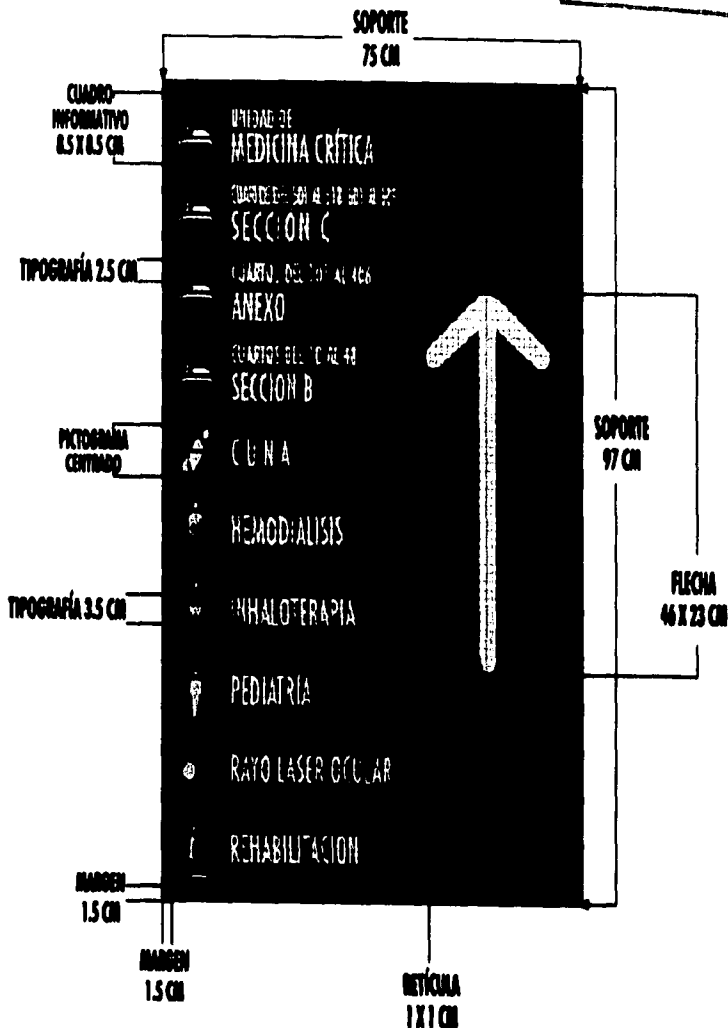 SOPORTE
75 CM
CUADRO
INFORMATIVO
8.5 X 8.5 CM
UNIDAD DE
MEDICINA CRÍTICA
SECCION C
TIPOGRAFÍA 2.5 CM
ANEXO
SECCION B
PICTOGRAMA
CENTRADO
CUNA
SOPORTE
97 CM
HEMODIALISIS
FLECHA
46 X 23 CM
TIPOGRAFÍA 3.5 CM
INHALOTERAPIA
PEDIATRÍA
RAYO LASER OCULAR
REHABILITACION
MARGEN
1.5 CM
MARGEN
1.5 CM
RETÍCULA
1 X 1 CM